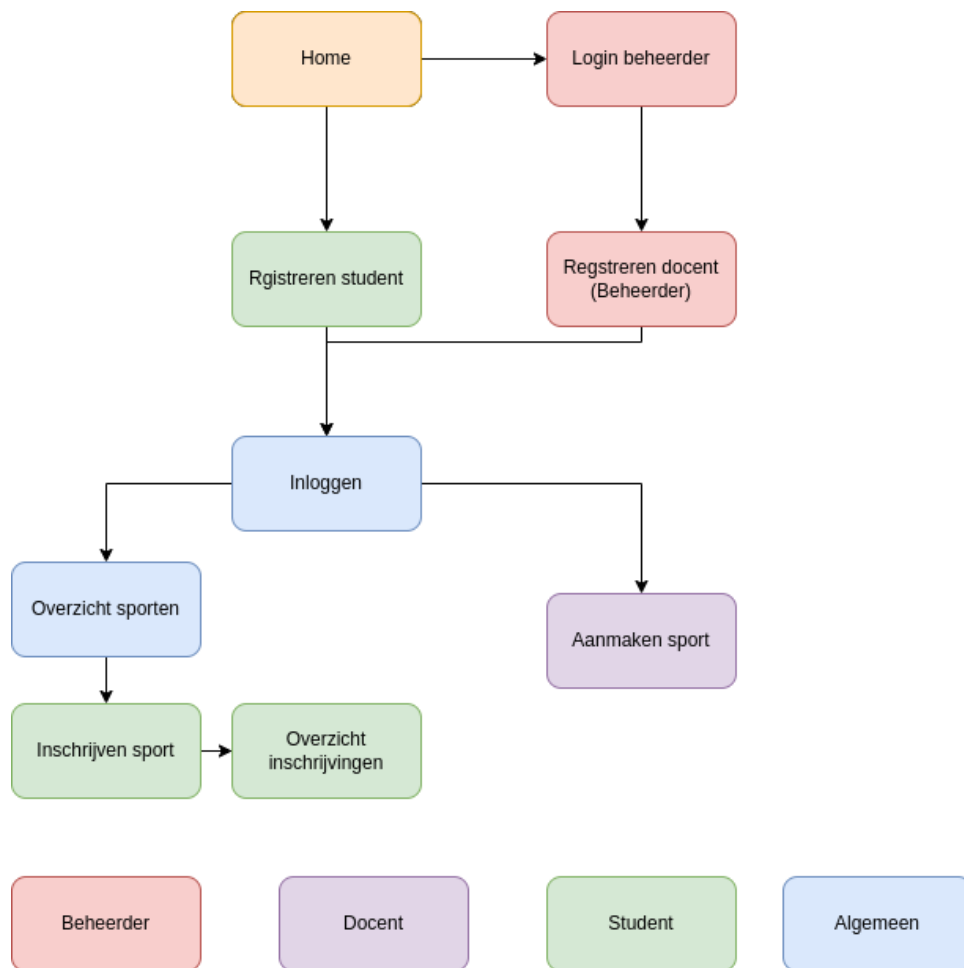 Home
Login beheerder
Rgistreren student
Regstreren docent
(Beheerder)
Inloggen
Overzicht sporten
Aanmaken sport
Inschrijven sport
Overzicht
inschrijvingen
Beheerder
Docent
Student
Algemeen